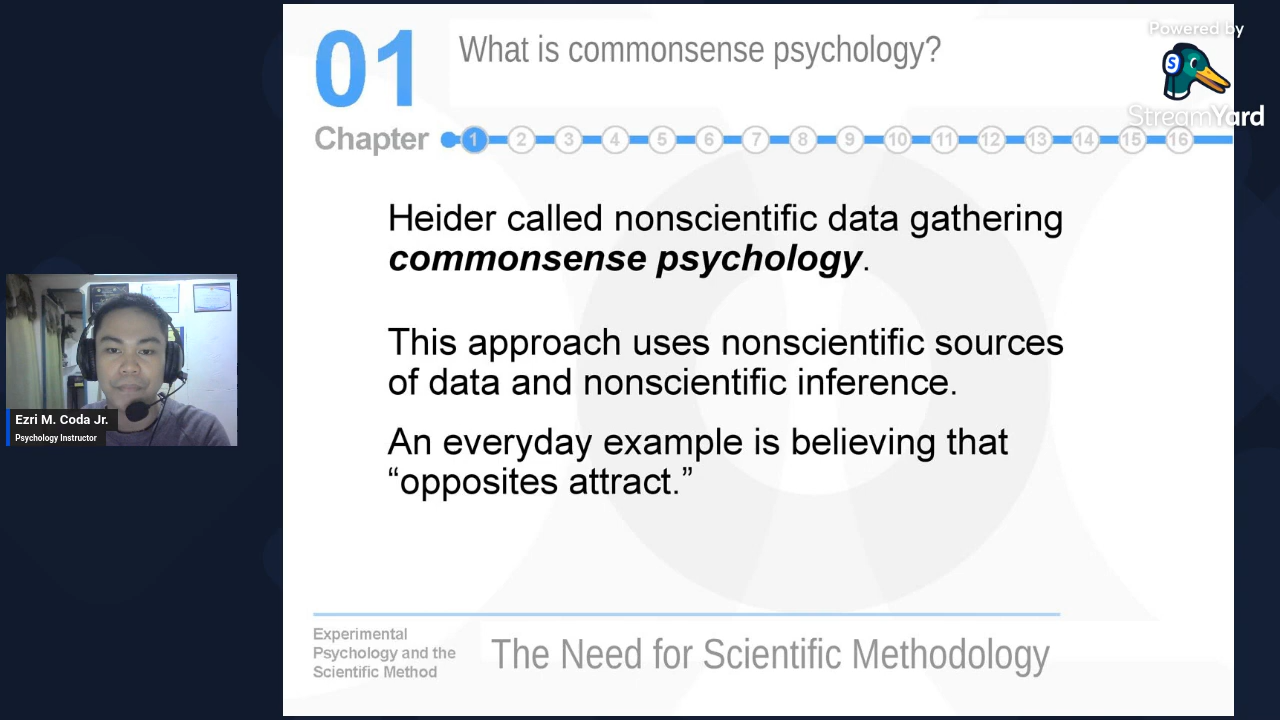 01
What is commonsense psychology?
Powered by
S
StreamYard
Chapter
1 2 3 4 5 6 7 8 9 10 11 12 13 14 15 16
Heider called nonscientific data gathering
commonsense psychology.
This approach uses nonscientific sources
of data and nonscientific inference.
An everyday example is believing that
“opposites attract.”
Ezri M. Coda Jr.
Psychology Instructor
Experimental
Psychology and the
Scientific Method
The Need for Scientific Methodology